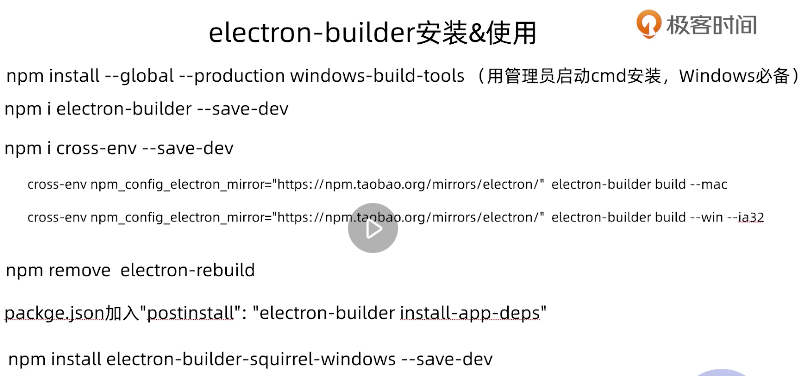 electron-builder安装&使用
极客时间
npm install --global --production windows-build-tools （用管理员启动cmd安装，Windows必备）
npm i electron-builder --save-dev
npm i cross-env --save-dev
cross-env npm_config_electron_mirror="https://npm.taobao.org/mirrors/electron/" electron-builder build --mac
cross-env npm_config_electron_mirror="https://npm.taobao.org/mirrors/electron/" electron-builder build --win --ia32
npm remove electron-rebuild
packge.json加入"postinstall": "electron-builder install-app-deps"
npm install electron-builder-squirrel-windows --save-dev